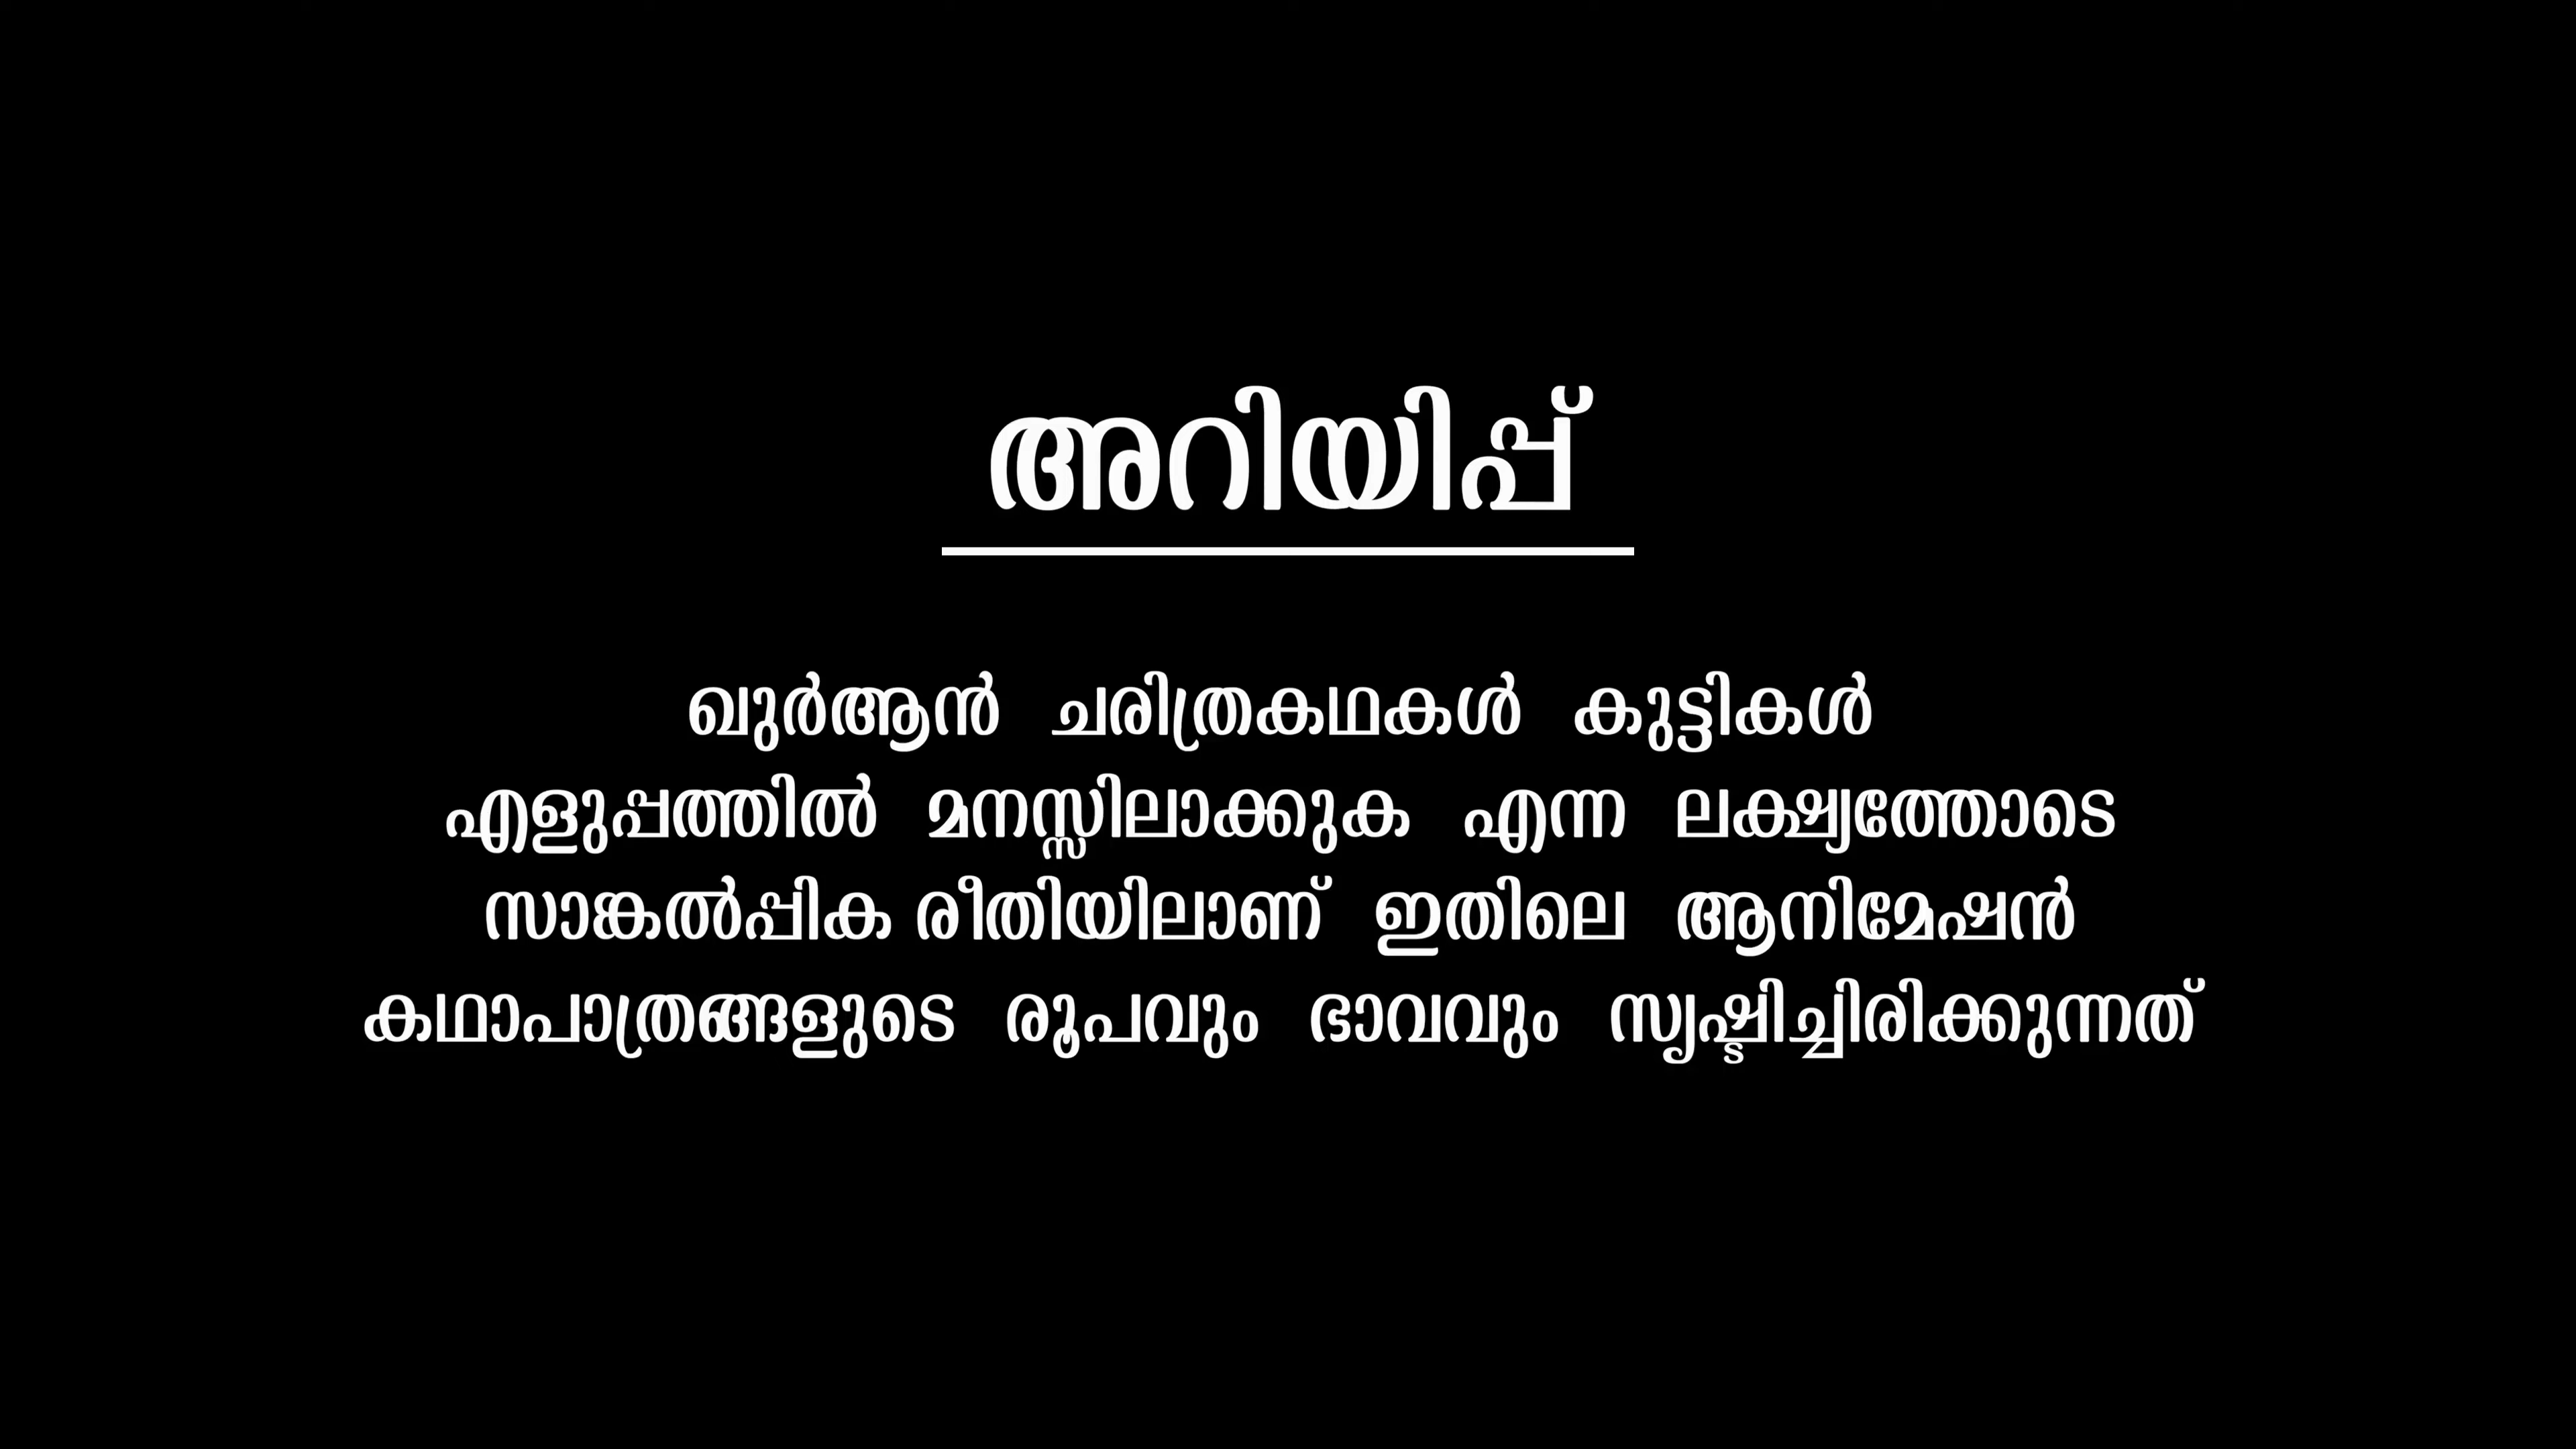 അറിയിപ്പ്
ഖുർആൻ ചരിത്രകഥകൾ കുട്ടികൾ
എളുപ്പത്തിൽ മനസ്സിലാക്കുക എന്ന ലക്ഷ്യത്തോടെ
സാങ്കൽപ്പിക രീതിയിലാണ് ഇതിലെ ആനിമേഷൻ
കഥാപാത്രങ്ങളുടെ രൂപവും ഭാവവും സൃഷ്ടിച്ചിരിക്കുന്നത്